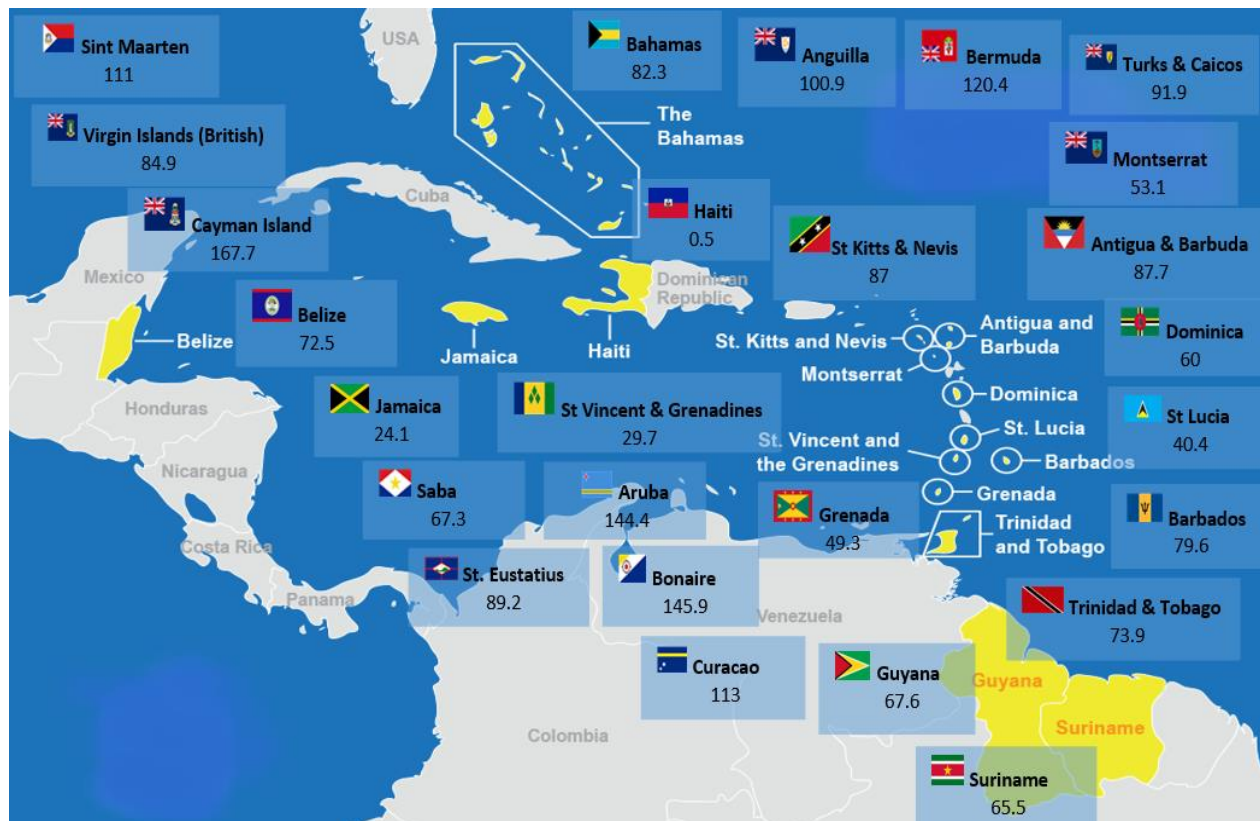 USA
Sint Maarten
111
Bahamas
82.3
Anguilla
100.9
Bermuda
120.4
Turks & Caicos
91.9
Virgin Islands (British)
84.9
The
Bahamas
Montserrat
53.1
Cuba
Cayman Island
167.7
Haiti
0.5
St Kitts & Nevis
87
Antigua & Barbuda
87.7
Mexico
Dominican
Republic
Belize
72.5
Belize
Jamaica
Haiti
St. Kitts and Nevis
Antigua and
Barbuda
Montserrat
Dominica
60
Honduras
Jamaica
24.1
St Vincent & Grenadines
29.7
Dominica
St. Lucia
St Lucia
40.4
St. Vincent and
the Grenadines
Barbados
Nicaragua
Saba
67.3
Aruba
144.4
Grenada
49.3
Grenada
Trinidad
and Tobago
Barbados
79.6
Costa Rica
St. Eustatius
89.2
Bonaire
145.9
Panama
Venezuela
Trinidad & Tobago
73.9
Curacao
113
Guyana
67.6
Guyana
Colombia
Suriname
Suriname
65.5